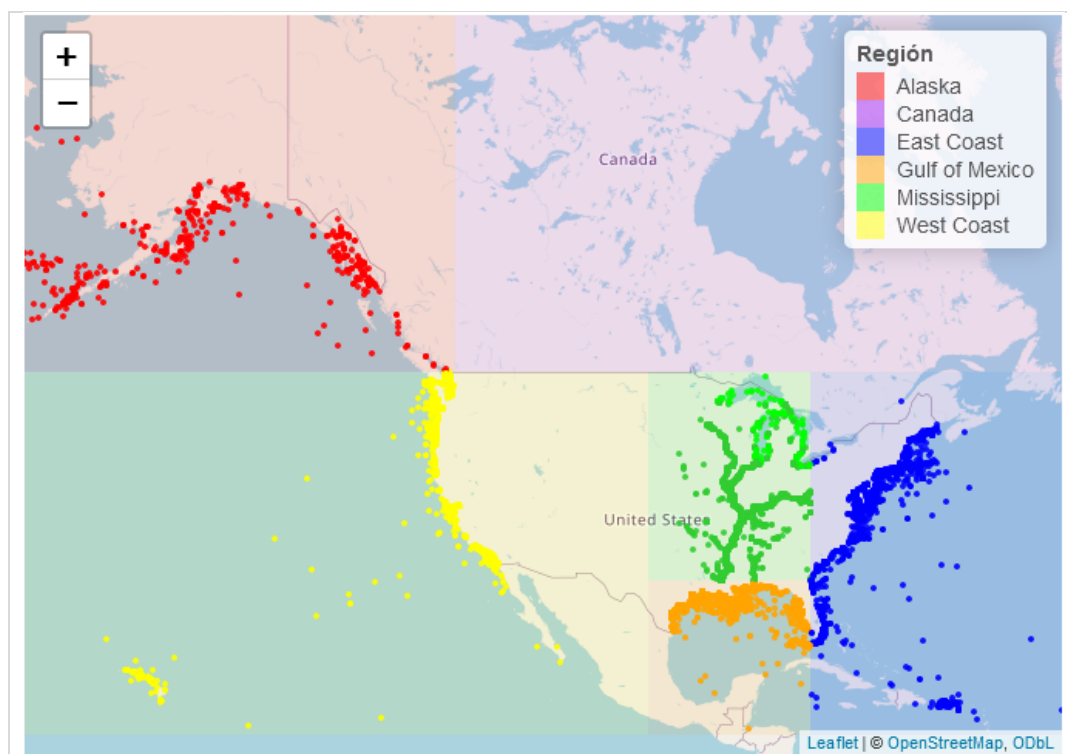 +
−
Región
Alaska
Canada
East Coast
Gulf of Mexico
Mississippi
West Coast
Canada
United States
Leaflet | © OpenStreetMap, ODbL